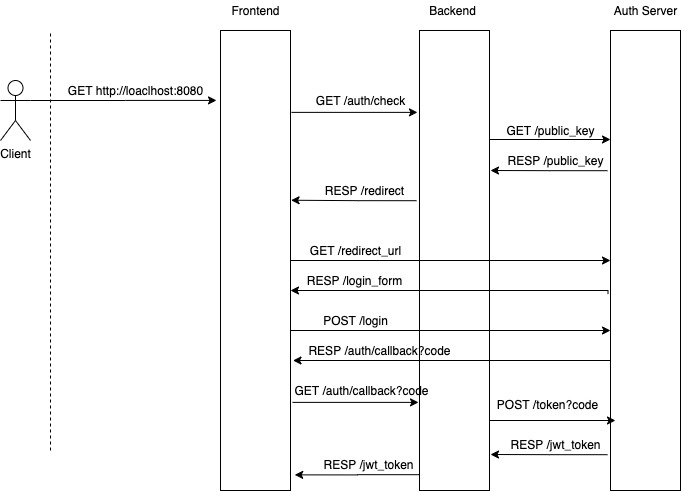 Frontend
Backend
Auth Server
GET http://loaclhost:8080
GET /auth/check
GET /public_key
Client
RESP /public_key
RESP /redirect
GET /redirect_url
RESP /login_form
POST /login
RESP /auth/callback?code
GET /auth/callback?code
POST /token?code
RESP /jwt_token
RESP /jwt_token